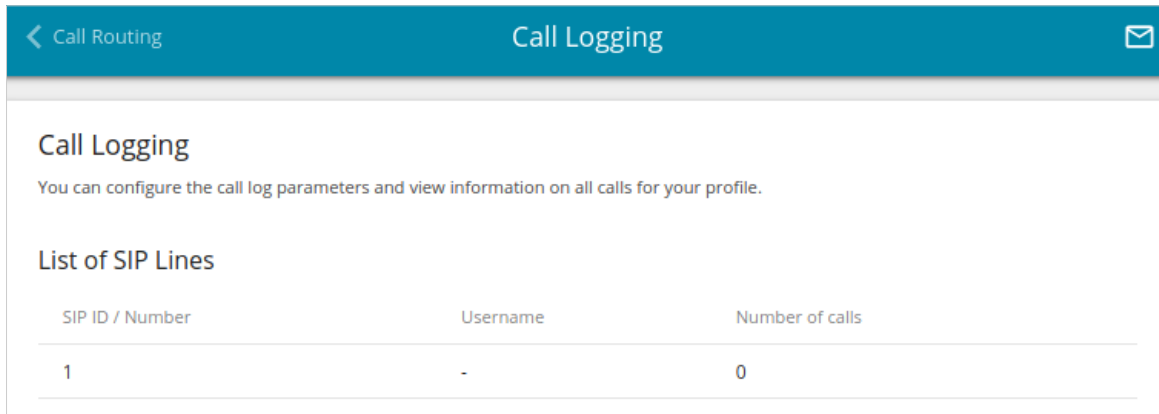 Call Routing Call Logging
Call Logging
You can configure the call log parameters and view information on all calls for your profile.
List of SIP Lines
SIP ID / Number Username Number of calls
1 - 0